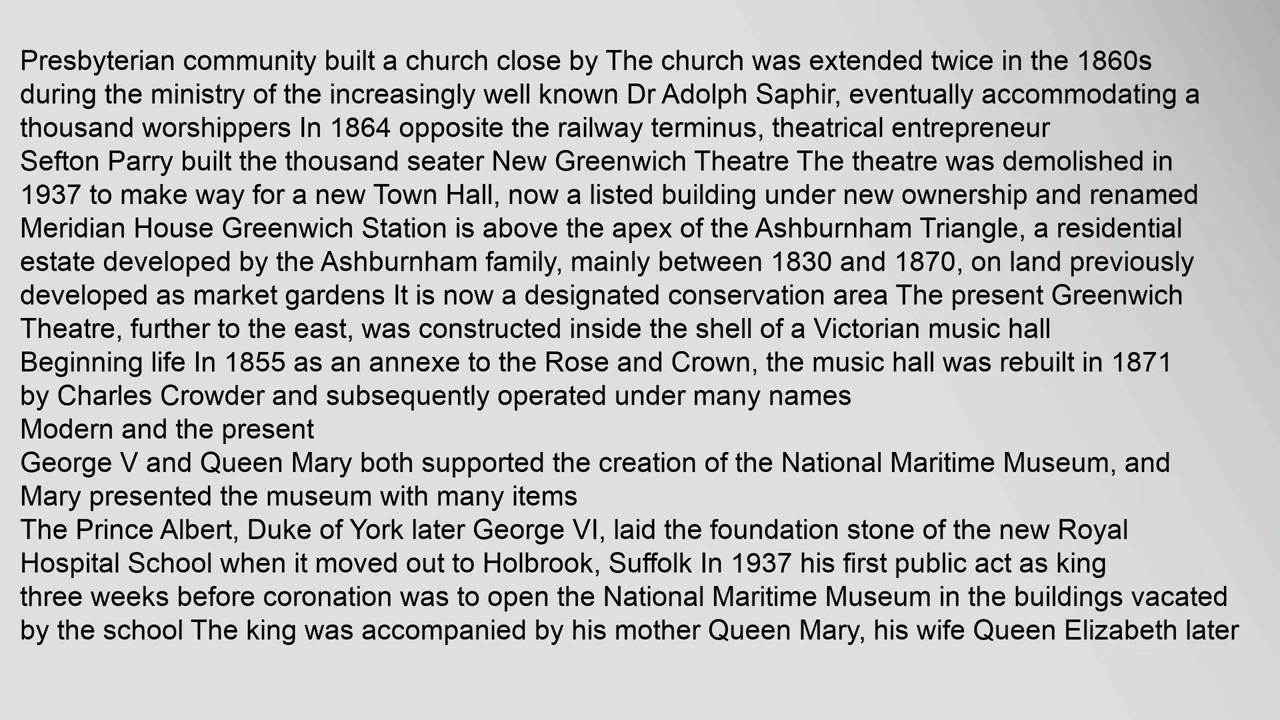 Presbyterian community built a church close by The church was extended twice in the 1860s
during the ministry of the increasingly well known Dr Adolph Saphir, eventually accommodating a
thousand worshippers In 1864 opposite the railway terminus, theatrical entrepreneur
Sefton Parry built the thousand seater New Greenwich Theatre The theatre was demolished in
1937 to make way for a new Town Hall, now a listed building under new ownership and renamed
Meridian House Greenwich Station is above the apex of the Ashburnham Triangle, a residential
estate developed by the Ashburnham family, mainly between 1830 and 1870, on land previously
developed as market gardens It is now a designated conservation area The present Greenwich
Theatre, further to the east, was constructed inside the shell of a Victorian music hall
Beginning life In 1855 as an annexe to the Rose and Crown, the music hall was rebuilt in 1871
by Charles Crowder and subsequently operated under many names
Modern and the present
George V and Queen Mary both supported the creation of the National Maritime Museum, and
Mary presented the museum with many items
The Prince Albert, Duke of York later George VI, laid the foundation stone of the new Royal
Hospital School when it moved out to Holbrook, Suffolk In 1937 his first public act as king
three weeks before coronation was to open the National Maritime Museum in the buildings vacated
by the school The king was accompanied by his mother Queen Mary, his wife Queen Elizabeth later